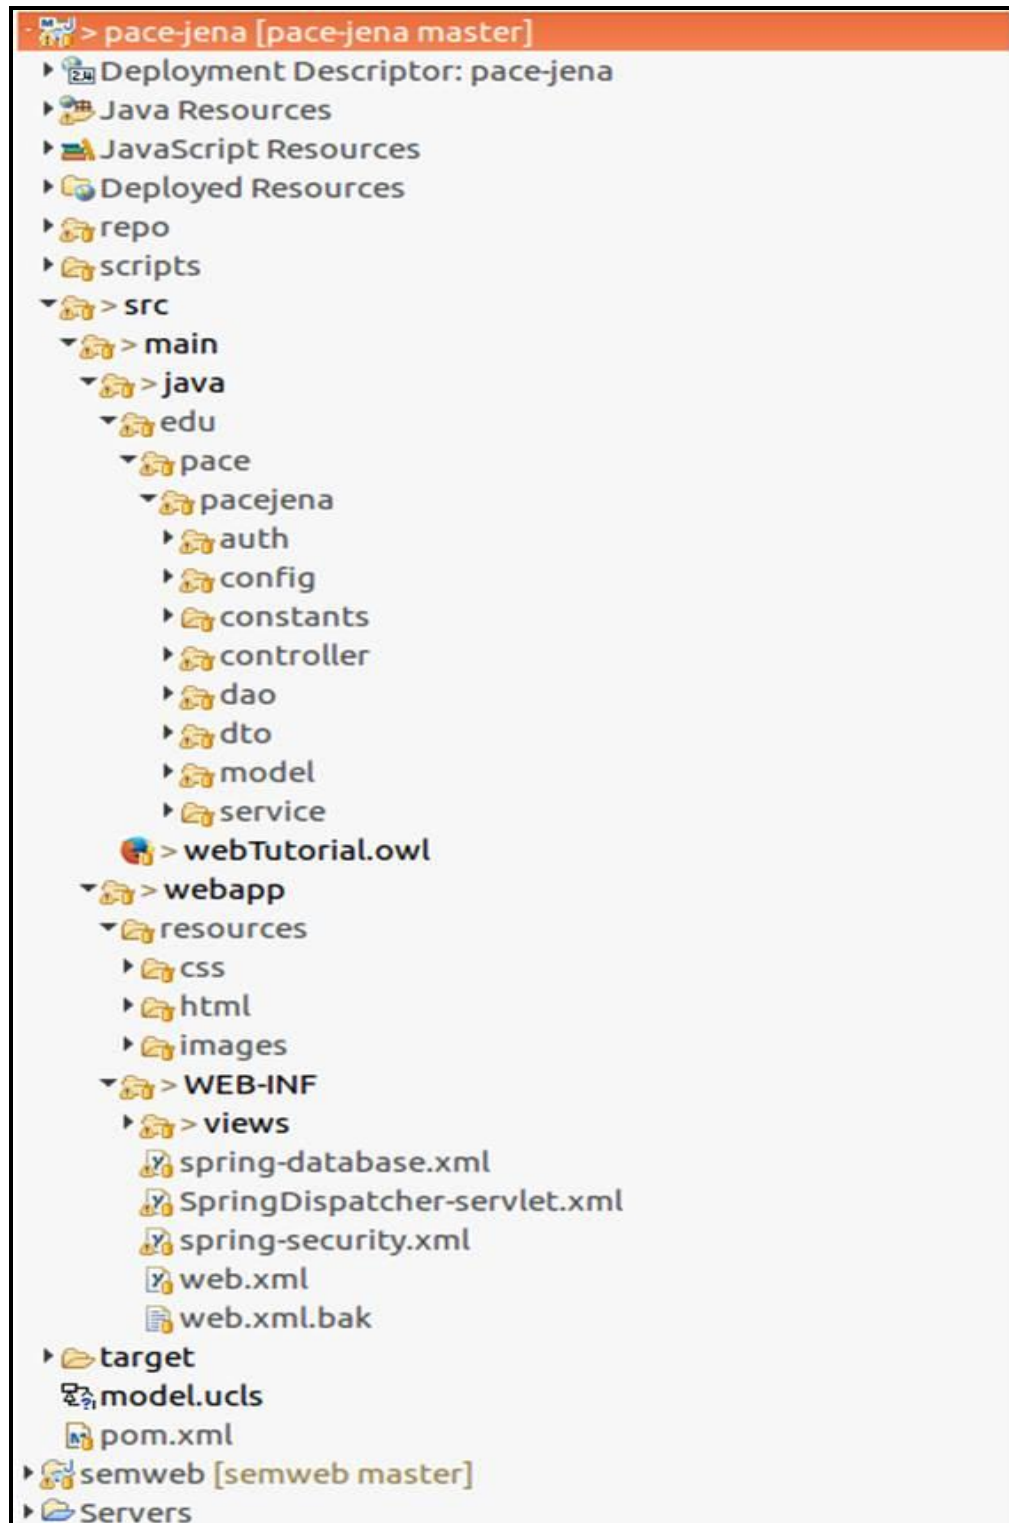 > pace-jena [pace-jena master]
Deployment Descriptor: pace-jena
Java Resources
JavaScript Resources
Deployed Resources
repo
scripts
> src
> main
> java
edu
pace
pacejena
auth
config
constants
controller
dao
dto
model
service
> webTutorial.owl
> webapp
resources
css
html
images
> WEB-INF
> views
spring-database.xml
SpringDispatcher-servlet.xml
spring-security.xml
web.xml
web.xml.bak
target
model.ucls
pom.xml
semweb [semweb master]
Servers